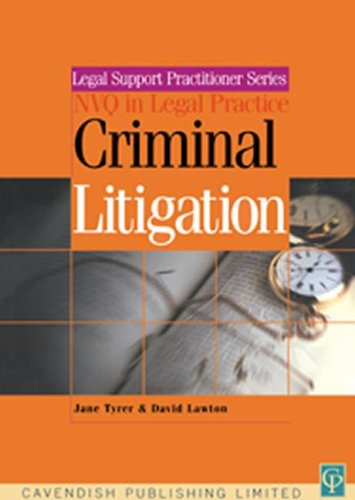 Legal Support Practitioner Series
NVQ in Legal Practice
Criminal
Litigation
Jane Tyrer & David Lawton
CAVENDISH PUBLISHING LIMITED
CP